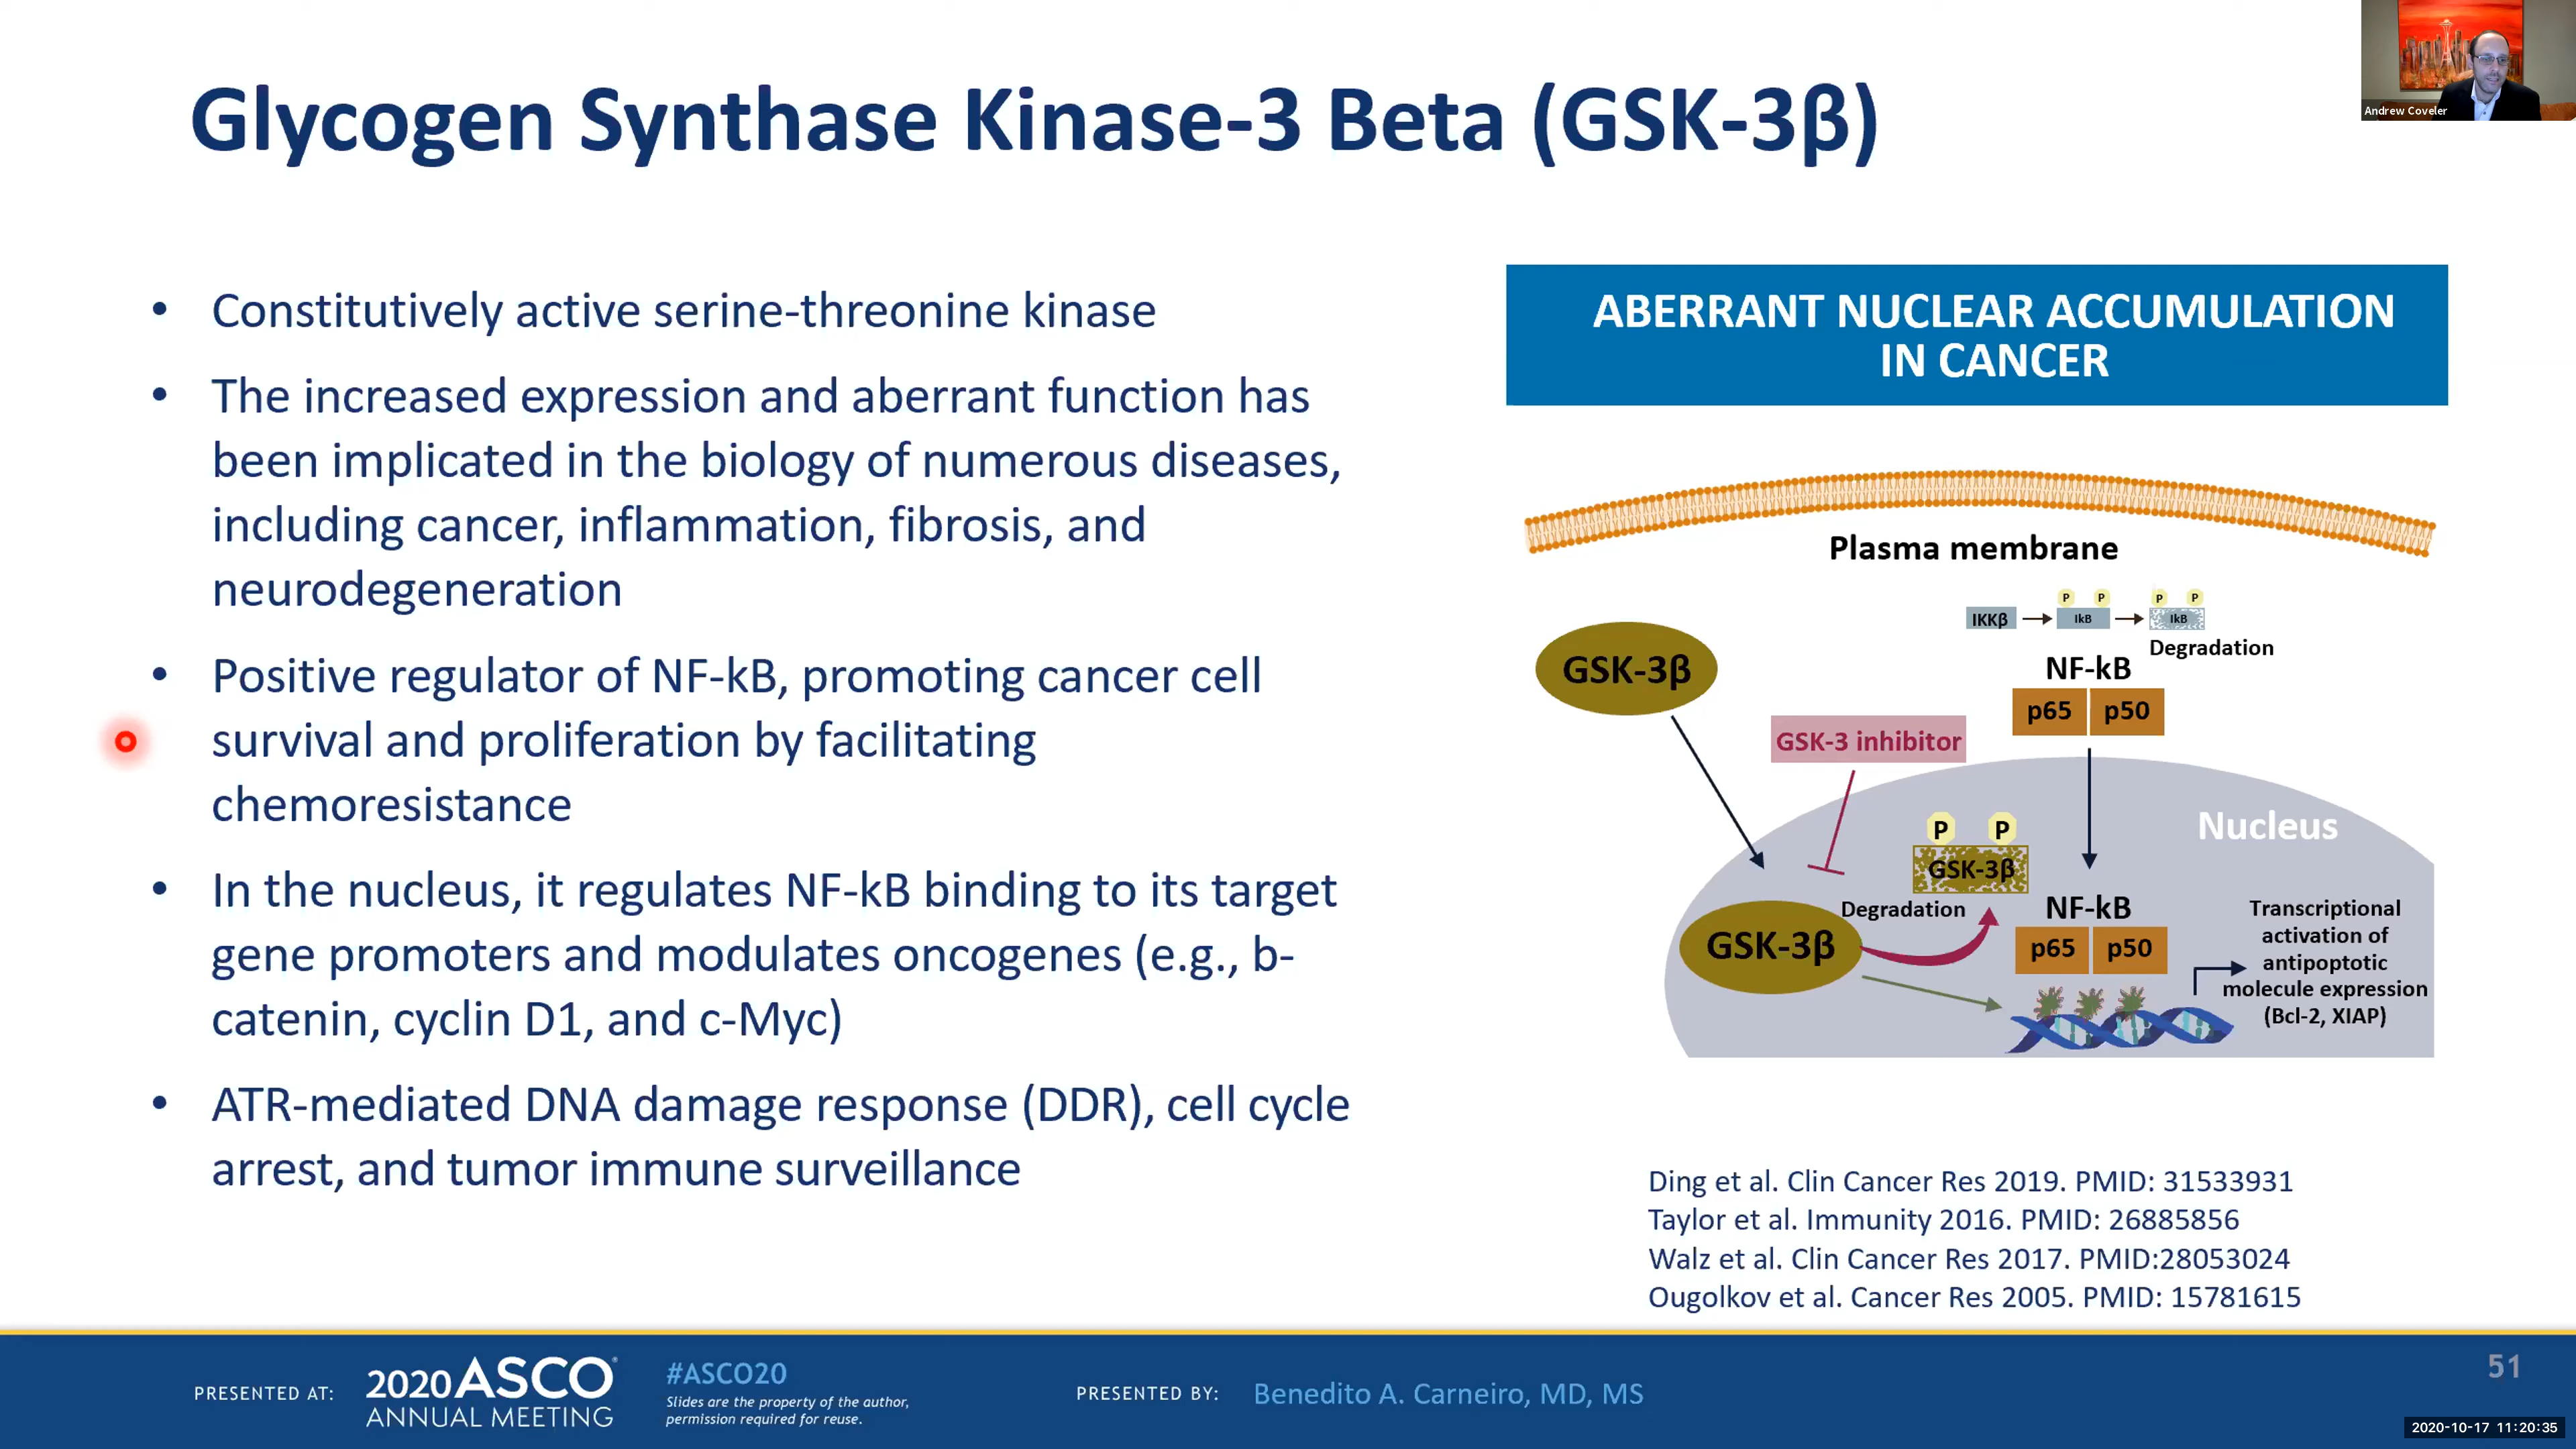 Glycogen Synthase Kinase-3 Beta (GSK-3β)
Andrew Coveler
• Constitutively active serine-threonine kinase
• The increased expression and aberrant function has
been implicated in the biology of numerous diseases,
including cancer, inflammation, fibrosis, and
neurodegeneration
• Positive regulator of NF-kB, promoting cancer cell
survival and proliferation by facilitating
chemoresistance
• In the nucleus, it regulates NF-kB binding to its target
gene promoters and modulates oncogenes (e.g., b-
catenin, cyclin D1, and c-Myc)
• ATR-mediated DNA damage response (DDR), cell cycle
arrest, and tumor immune surveillance
ABERRANT NUCLEAR ACCUMULATION
IN CANCER
Plasma membrane
P P P P
IKKβ IkB IkB
Degradation
GSK-3β
NF-kB
p65 p50
GSK-3 inhibitor
Nucleus
P P
GSK-3β
Degradation
GSK-3β
NF-kB
p65 p50
Transcriptional
activation of
antipoptotic
molecule expression
(Bcl-2, XIAP)
Ding et al. Clin Cancer Res 2019. PMID: 31533931
Taylor et al. Immunity 2016. PMID: 26885856
Walz et al. Clin Cancer Res 2017. PMID:28053024
Ougolkov et al. Cancer Res 2005. PMID: 15781615
PRESENTED AT:
2020 ASCO®
ANNUAL MEETING
#ASCO20
Slides are the property of the author,
permission required for reuse.
PRESENTED BY: Benedito A. Carneiro, MD, MS
51
2020-10-17 11:20:35